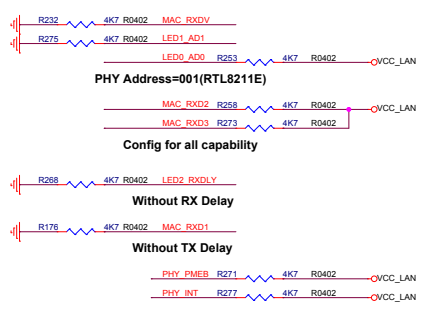 R232 4K7 R0402 MAC_RXDV
R275 4K7 R0402 LED1_AD1
LED0_AD0 R253 4K7 R0402 VCC_LAN
PHY Address=001(RTL8211E)
MAC_RXD2 R258 4K7 R0402 VCC_LAN
MAC_RXD3 R273 4K7 R0402
Config for all capability
R268 4K7 R0402 LED2_RXDLY
Without RX Delay
R176 4K7 R0402 MAC_RXD1
Without TX Delay
PHY_PMEB R271 4K7 R0402 VCC_LAN
PHY_INT R277 4K7 R0402 VCC_LAN